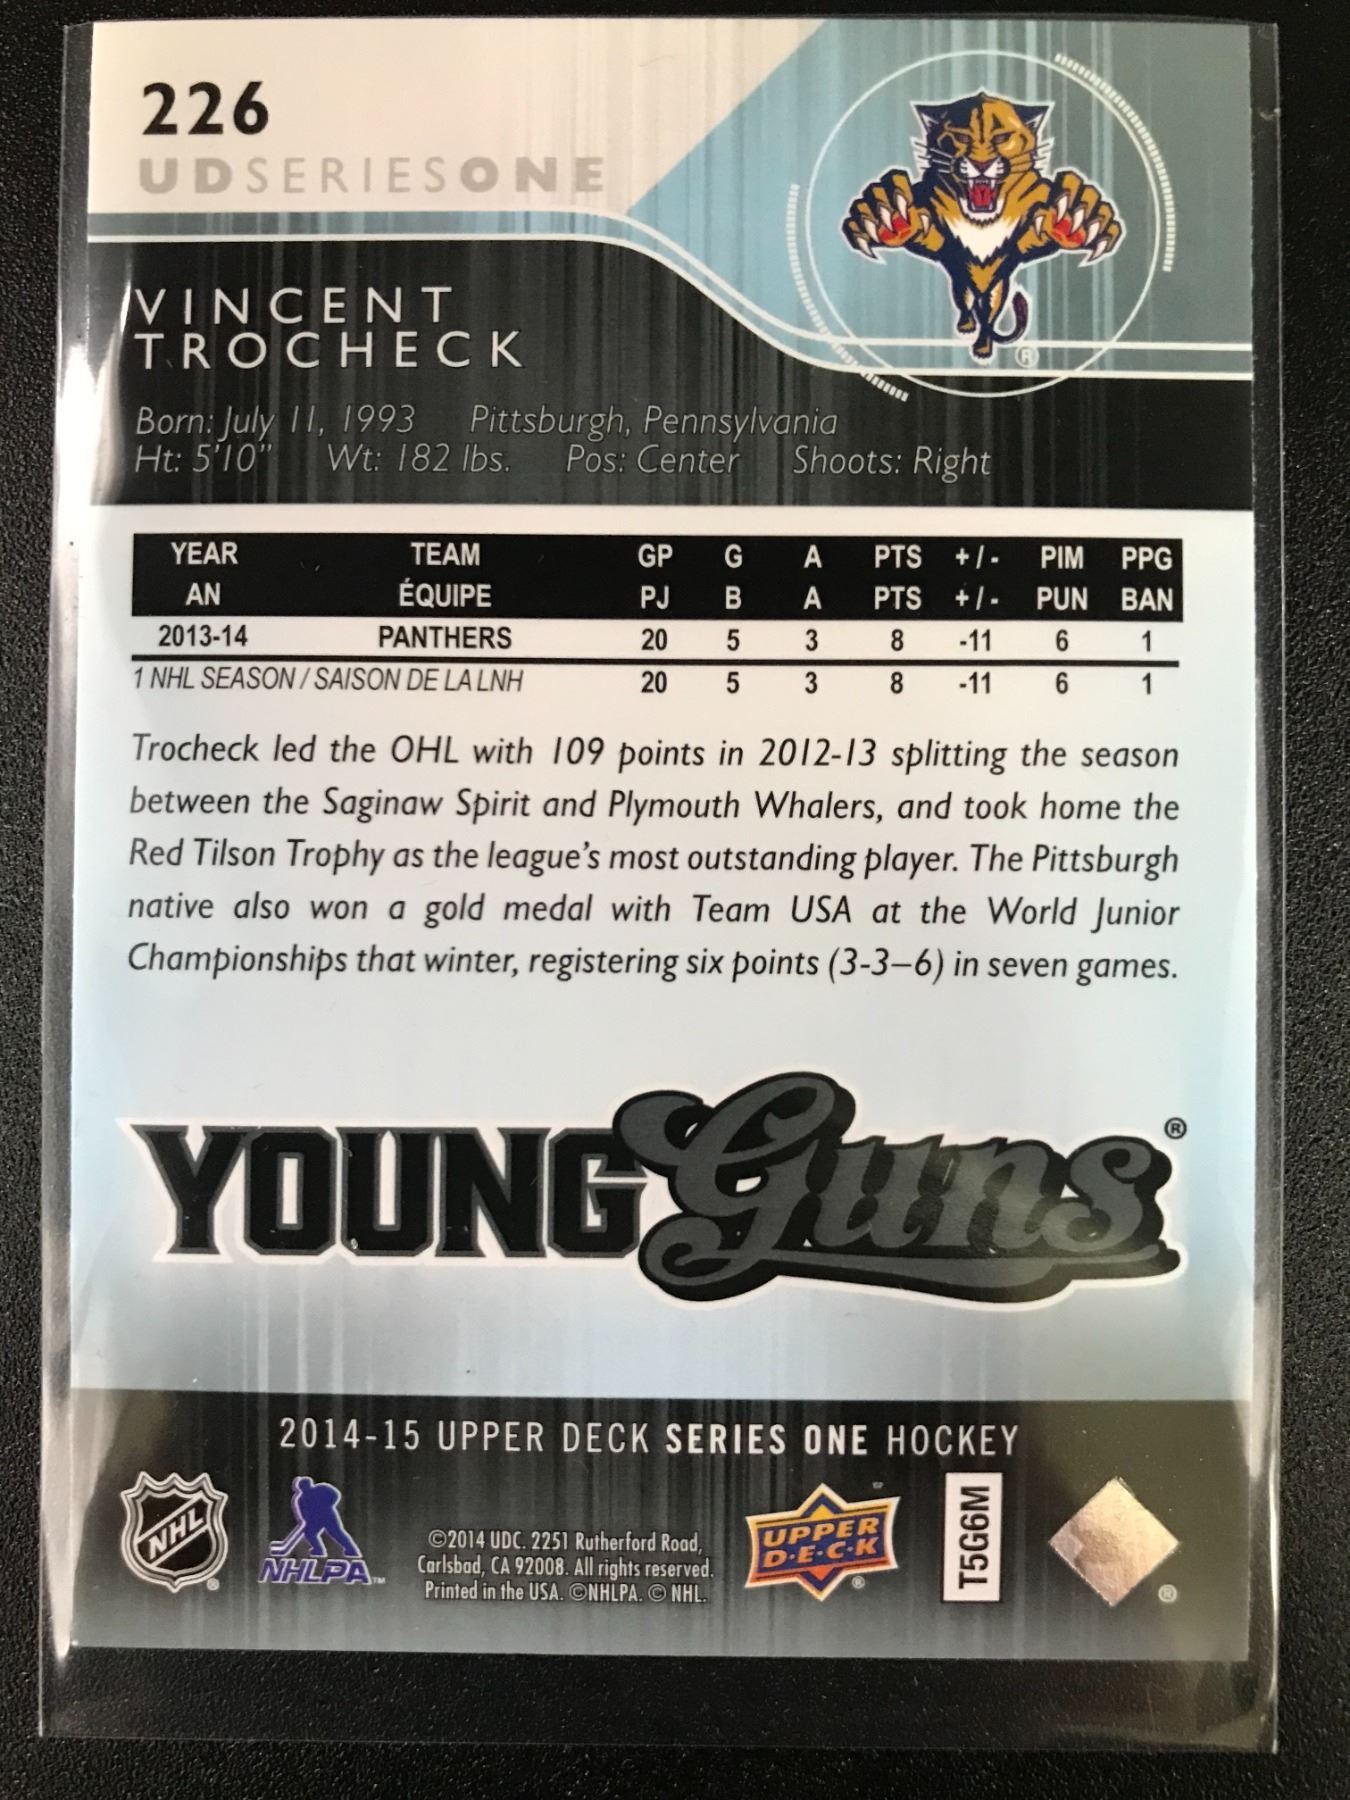 226
UD SERIES ONE
VINCENT
TROCHECK
Born: July 11, 1993 Pittsburgh, Pennsylvania
Ht: 5'10" Wt: 182 lbs. Pos: Center Shoots: Right
YEAR TEAM GP G A PTS +/- PIM PPG
AN ÉQUIPE PJ B A PTS +/- PUN BAN
2013-14 PANTHERS 20 5 3 8 -11 6 1
1 NHL SEASON / SAISON DE LA LNH 20 5 3 8 -11 6 1
Trocheck led the OHL with 109 points in 2012-13 splitting the season
between the Saginaw Spirit and Plymouth Whalers, and took home the
Red Tilson Trophy as the league's most outstanding player. The Pittsburgh
native also won a gold medal with Team USA at the World Junior
Championships that winter, registering six points (3-3–6) in seven games.
YOUNG Guns®
2014-15 UPPER DECK SERIES ONE HOCKEY
NHL ®
NHLPA™
©2014 UDC. 2251 Rutherford Road,
Carlsbad, CA 92008. All rights reserved.
Printed in the USA. ©NHLPA. © NHL.
UPPER
D·E·C·K ®
T5G6M
®